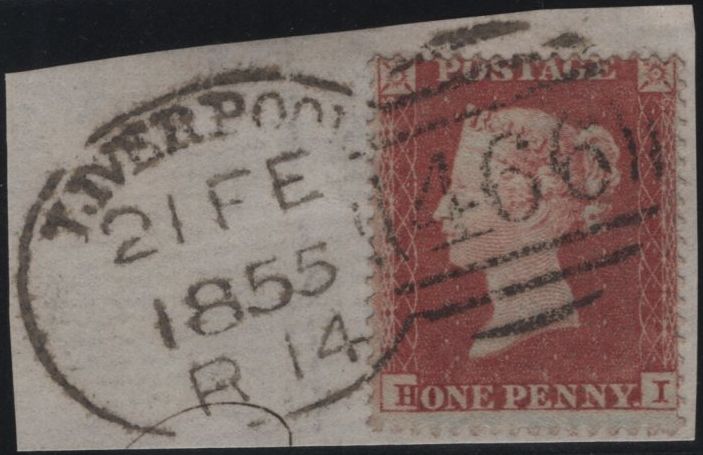 LIVERPOOL
21 FE
1855
R 14
466
POSTAGE
H ONE PENNY. I